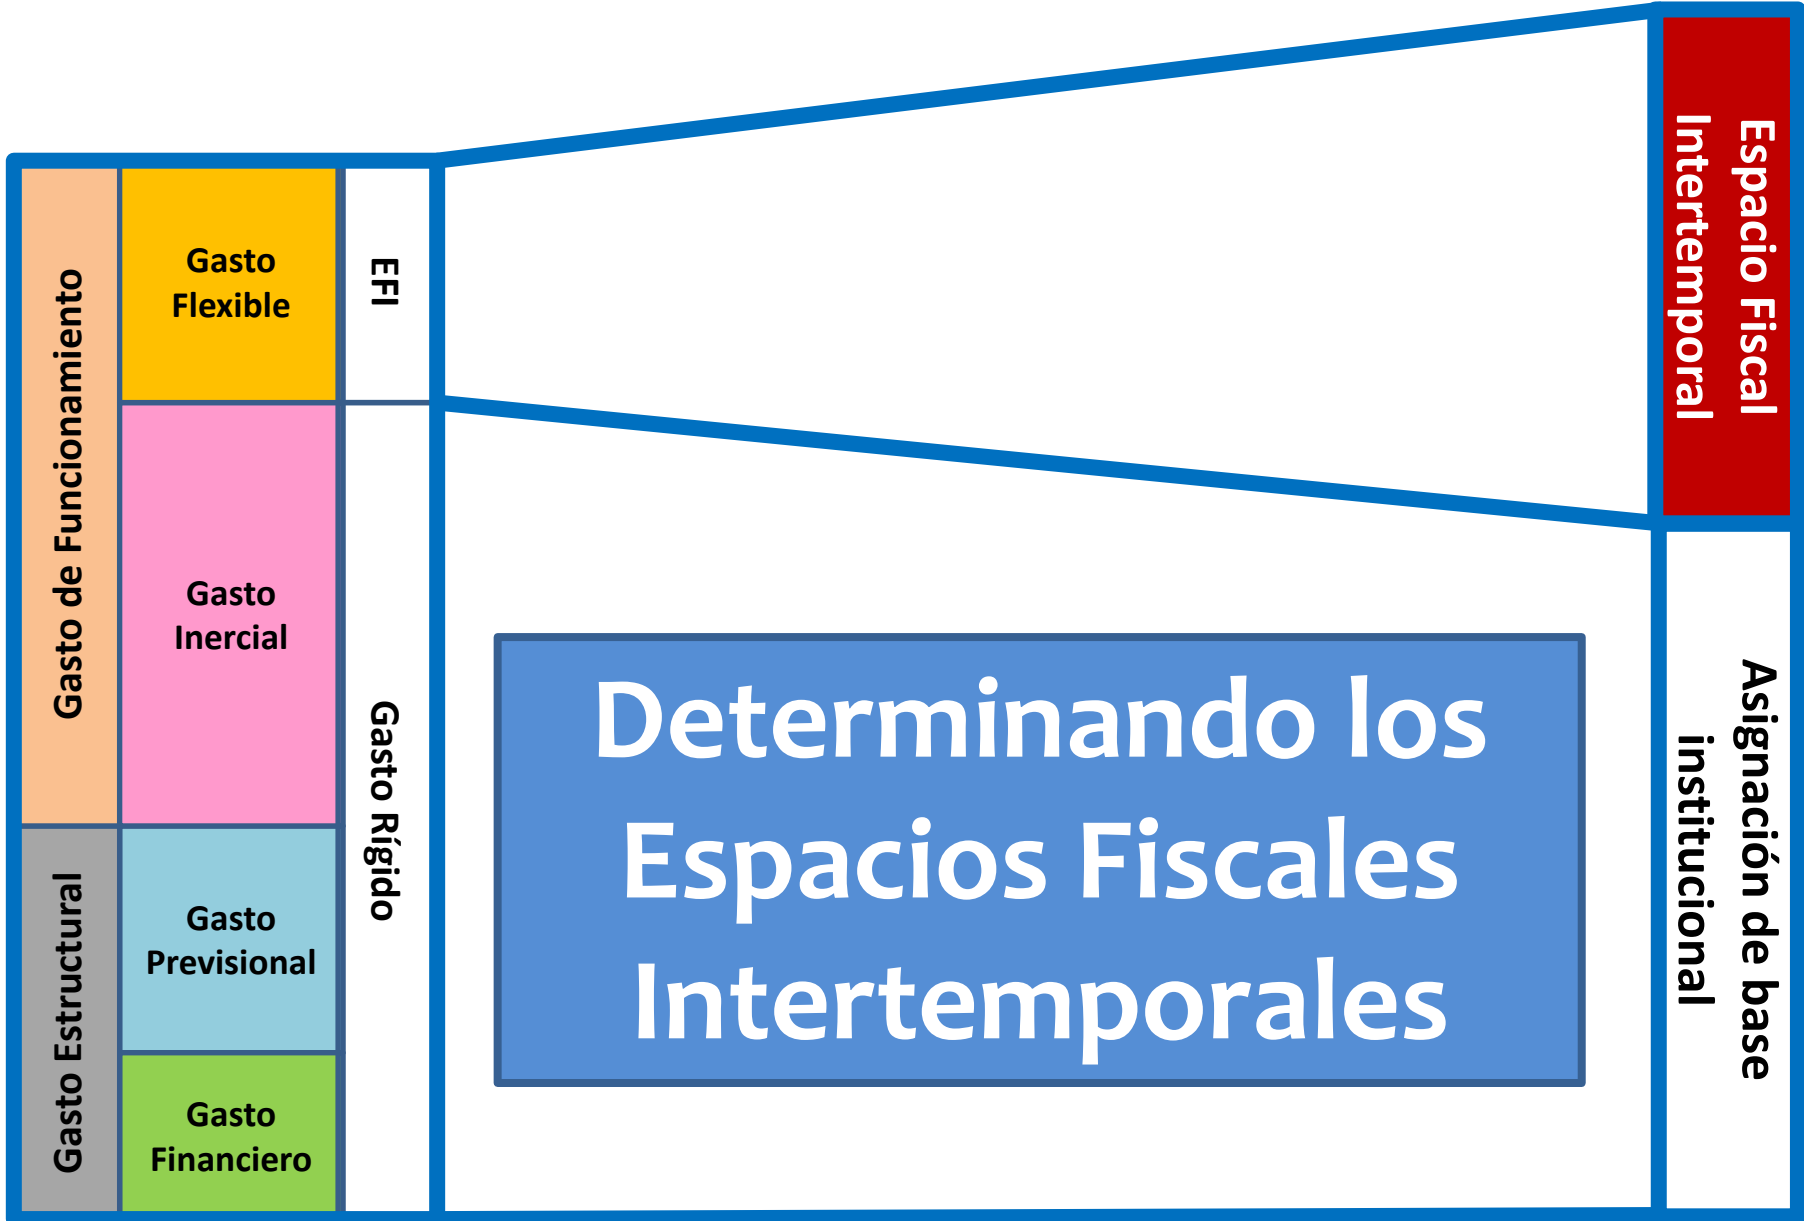 Gasto de Funcionamiento
Gasto Estructural
Gasto
Flexible
Gasto
Inercial
Gasto
Previsional
Gasto
Financiero
EFI
Gasto Rígido
Determinando los
Espacios Fiscales
Intertemporales
Espacio Fiscal
Intertemporal
Asignación de base
institucional